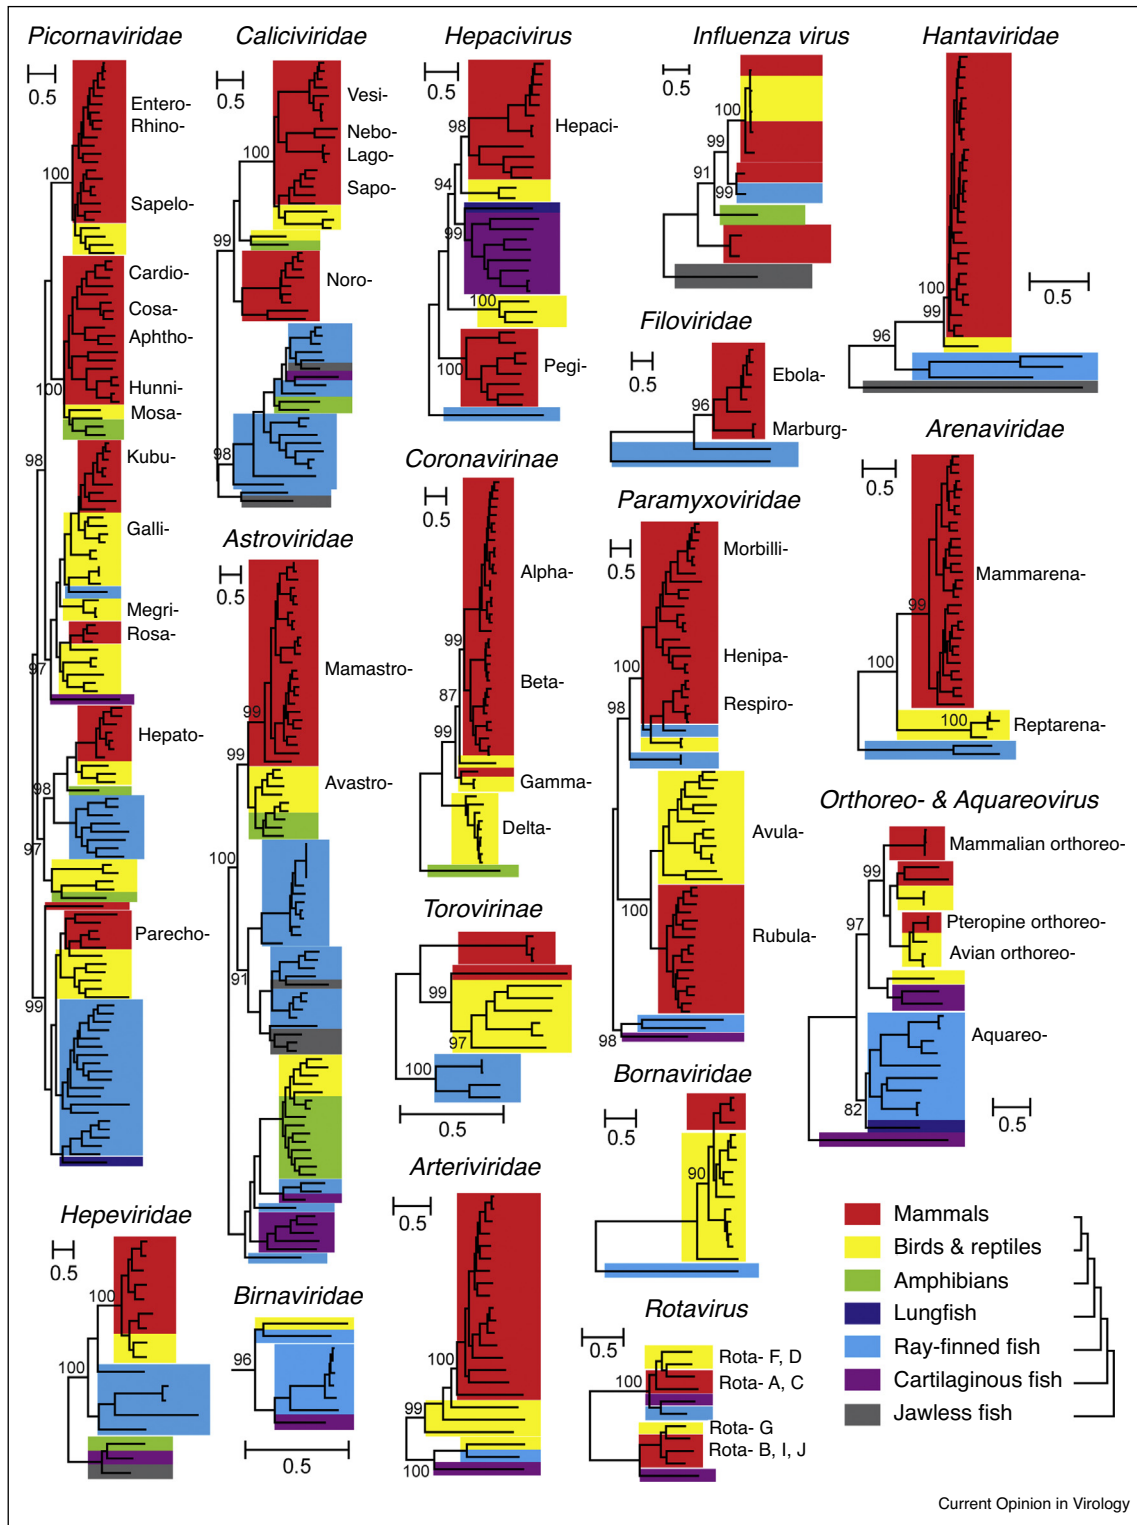 Picornaviridae
0.5
Entero-
Rhino-
100
Sapelo-
Cardio-
Cosa-
Aphtho-
Hunni-
100
Mosa-
98
Kubu-
Galli-
Megri-
Rosa-
97
Hepato-
98
97
Parecho-
99
Caliciviridae
0.5
Vesi-
Nebo-
100
Lago-
Sapo-
99
Noro-
98
Astroviridae
0.5
Mamastro-
99
99
Avastro-
100
91
Hepacivirus
0.5
98
Hepaci-
94
99
100
Pegi-
100
Coronavirinae
0.5
Alpha-
99
Beta-
87
99
Gamma-
Delta-
Torovirinae
99
97
100
0.5
Arteriviridae
0.5
100
99
100
Influenza virus
0.5
100
99
91
99
Filoviridae
0.5
Ebola-
96
Marburg-
Paramyxoviridae
0.5
Morbilli-
Henipa-
100
Respiro-
98
Avula-
100
Rubula-
98
Bornaviridae
0.5
90
Rotavirus
0.5
Rota- F, D
100
Rota- A, C
Rota- G
Rota- B, I, J
Hantaviridae
0.5
100
99
96
Arenaviridae
0.5
Mammarena-
99
100
100
Reptarena-
Orthoreo- & Aquareovirus
Mammalian orthoreo-
99
Pteropine orthoreo-
97
Avian orthoreo-
Aquareo-
82
0.5
Hepeviridae
0.5
100
100
Birnaviridae
96
0.5
Mammals
Birds & reptiles
Amphibians
Lungfish
Ray-finned fish
Cartilaginous fish
Jawless fish
Current Opinion in Virology